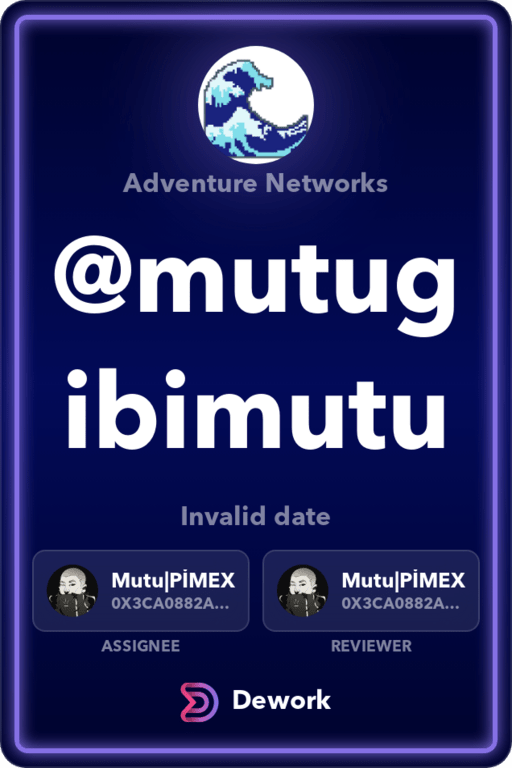 Adventure Networks
@mutug
ibimutu
Invalid date
Mutu|PİMEX
0X3CA0882A...
Mutu|PİMEX
0X3CA0882A...
ASSIGNEE
REVIEWER
Dework